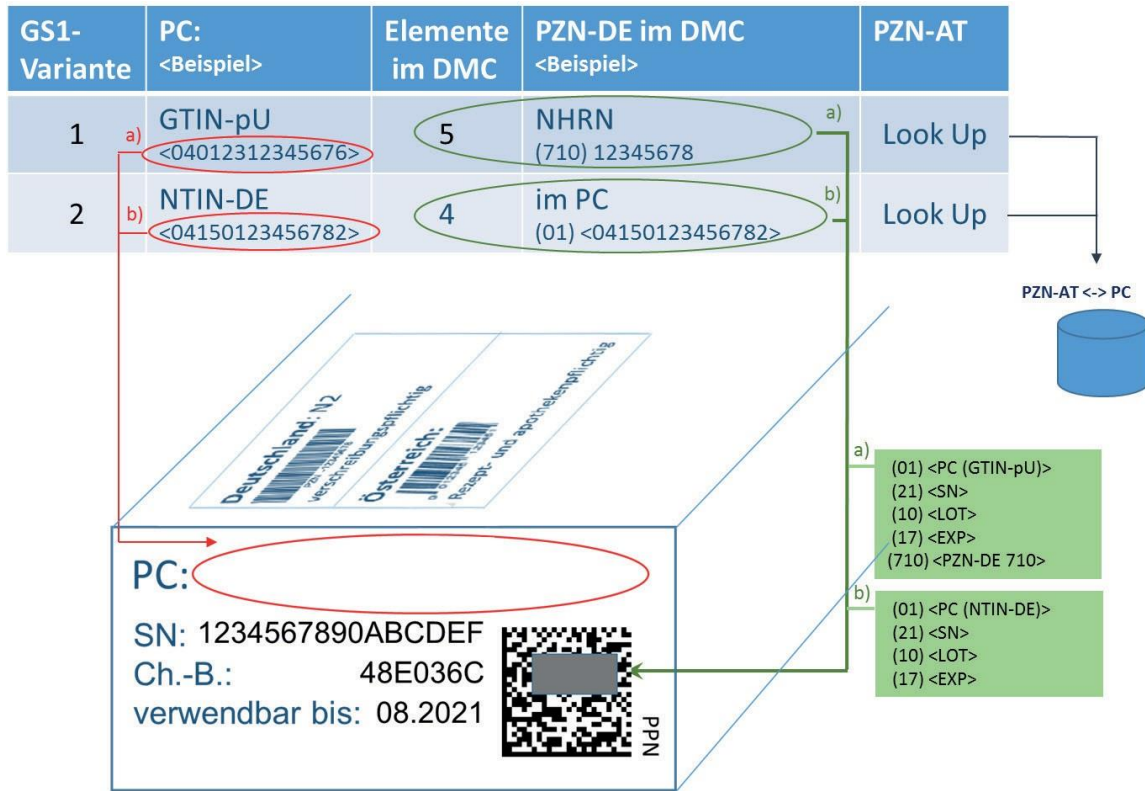 GS1-Variante
PC:
<Beispiel>
Elemente im DMC
PZN-DE im DMC
<Beispiel>
PZN-AT
1
a)
GTIN-pU
<04012312345676>
5
NHRN
(710) 12345678
a)
Look Up
2
b)
NTIN-DE
<04150123456782>
4
im PC
(01) <04150123456782>
b)
Look Up
PZN-AT <-> PC
Deutschland: N2
PZN -12345678
verschreibungspflichtig
Österreich:
Rezept- und apothekenpflichtig
a)
(01) <PC (GTIN-pU)>
(21) <SN>
(10) <LOT>
(17) <EXP>
(710) <PZN-DE 710>
b)
(01) <PC (NTIN-DE)>
(21) <SN>
(10) <LOT>
(17) <EXP>
PC:
SN: 1234567890ABCDEF
Ch.-B.: 48E036C
verwendbar bis: 08.2021
PPN